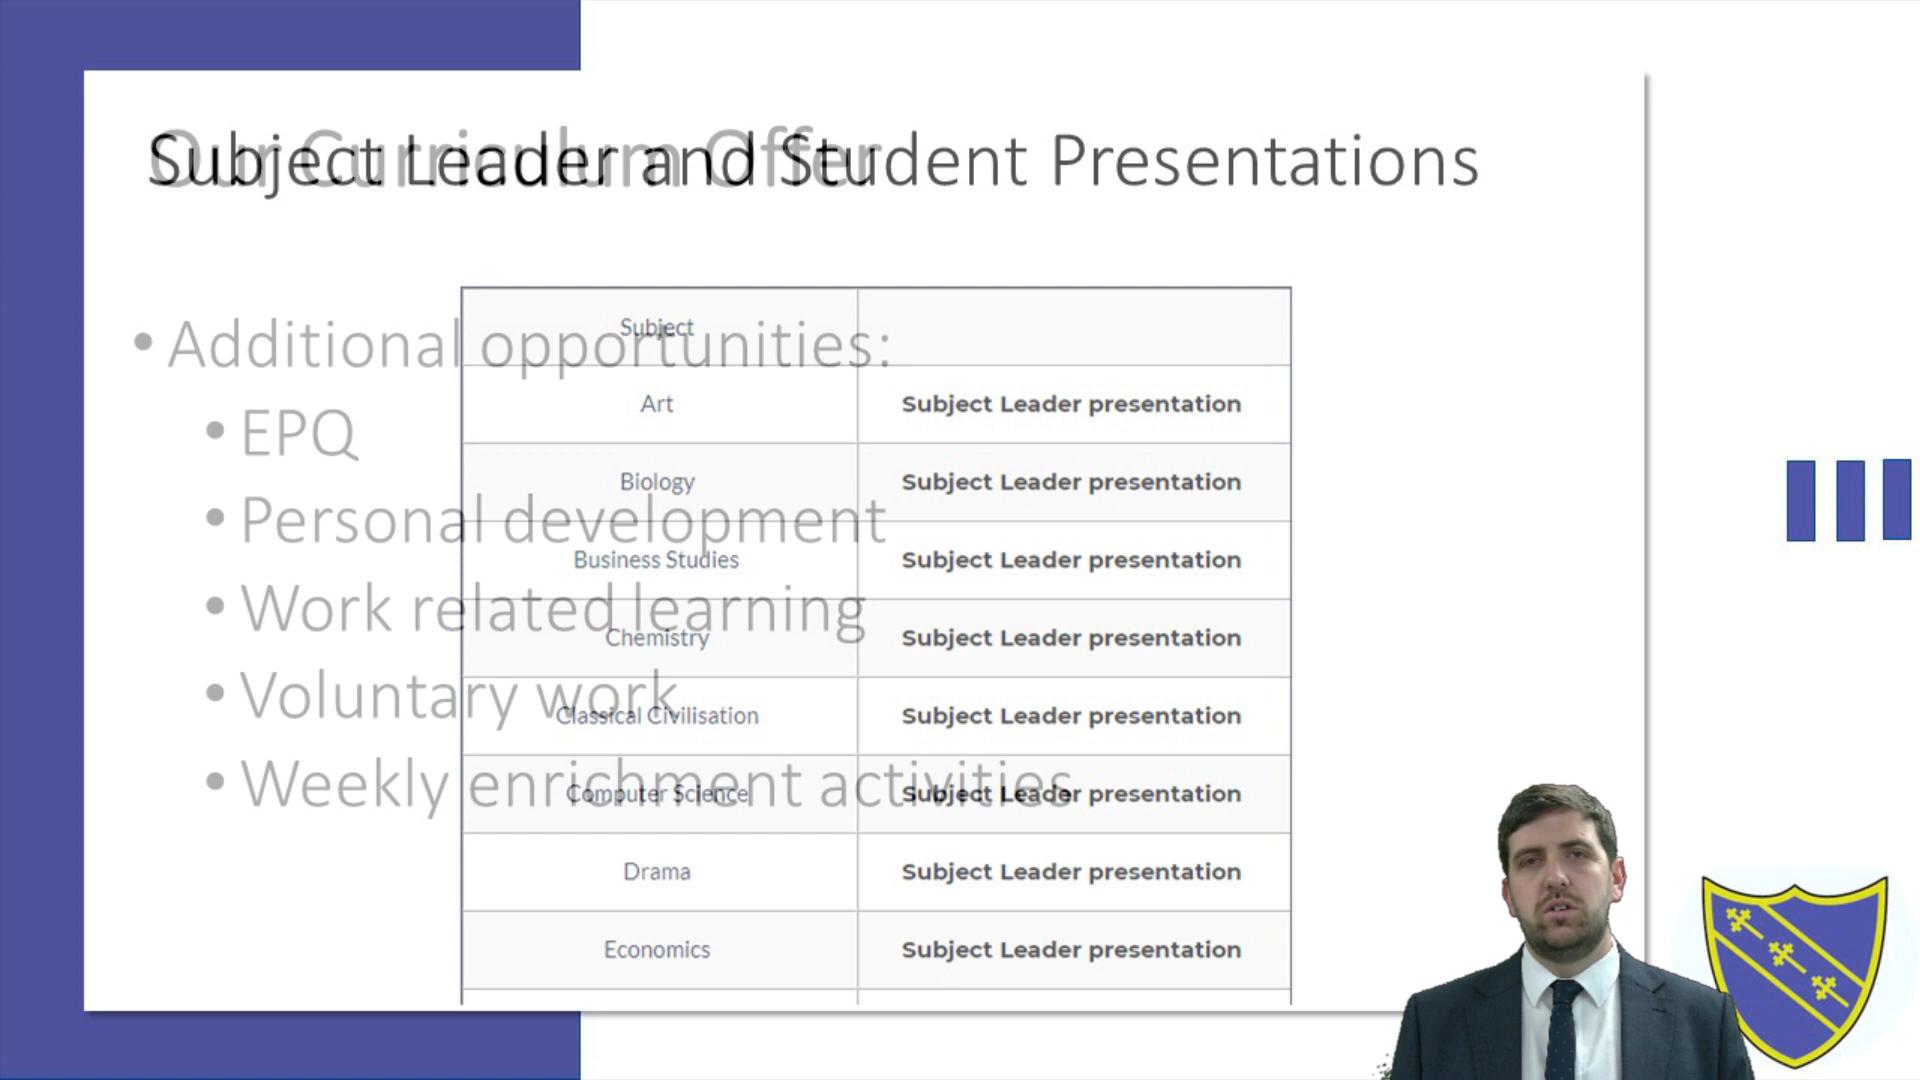 Our Curriculum Offer
• Additional opportunities:
• EPQ
• Personal development
• Work related learning
• Voluntary work
• Weekly enrichment activities
Subject Leader and Student Presentations
Subject
Art Subject Leader presentation
Biology Subject Leader presentation
Business Studies Subject Leader presentation
Chemistry Subject Leader presentation
Classical Civilisation Subject Leader presentation
Computer Science Subject Leader presentation
Drama Subject Leader presentation
Economics Subject Leader presentation